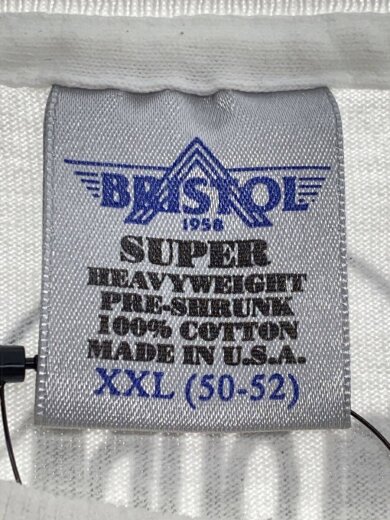 BRISTOL
1958
SUPER
HEAVYWEIGHT
PRE-SHRUNK
100% COTTON
MADE IN U.S.A.
XXL (50-52)